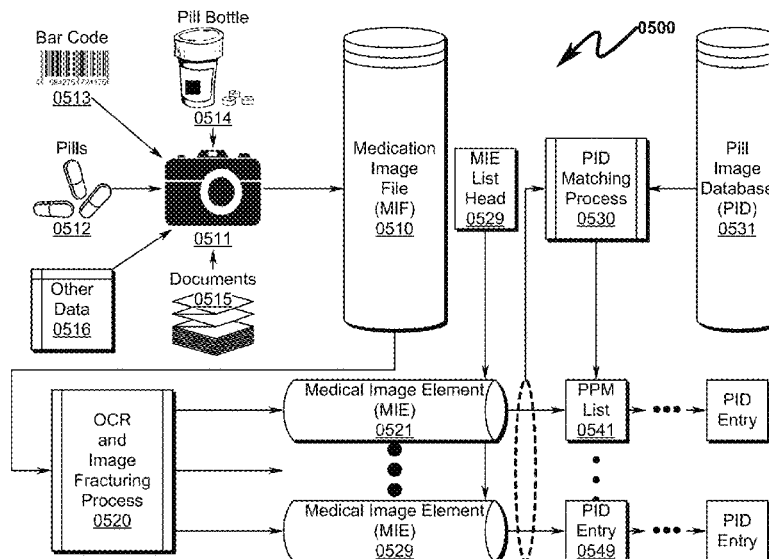 Bar Code
0513
Pill Bottle
0514
0500
Pills
0512
0511
Other
Data
0516
Documents
0515
Medication
Image
File
(MIF)
0510
MIE
List
Head
0529
PID
Matching
Process
0530
Pill
Image
Database
(PID)
0531
OCR
and
Image
Fracturing
Process
0520
Medical Image Element
(MIE)
0521
PPM
List
0541
PID
Entry
Medical Image Element
(MIE)
0529
PID
Entry
0549
PID
Entry